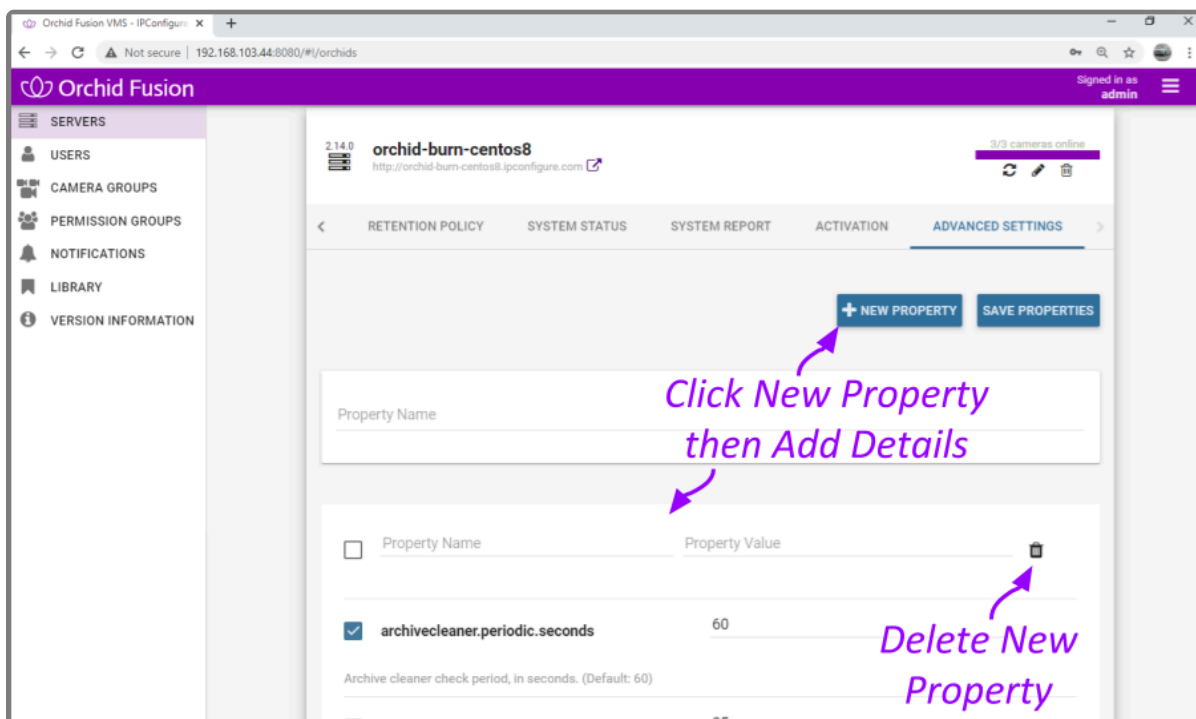 Orchid Fusion VMS - IPConfigure
Not secure | 192.168.103.44:8080/#!/orchids
Orchid Fusion
Signed in as
admin
SERVERS
USERS
CAMERA GROUPS
PERMISSION GROUPS
NOTIFICATIONS
LIBRARY
VERSION INFORMATION
2.14.0
orchid-burn-centos8
http://orchid-burn-centos8.ipconfigure.com
3/3 cameras online
RETENTION POLICY
SYSTEM STATUS
SYSTEM REPORT
ACTIVATION
ADVANCED SETTINGS
NEW PROPERTY
SAVE PROPERTIES
Click New Property
then Add Details
Property Name
Property Name
Property Value
archivecleaner.periodic.seconds
60
Delete New
Property
Archive cleaner check period, in seconds. (Default: 60)